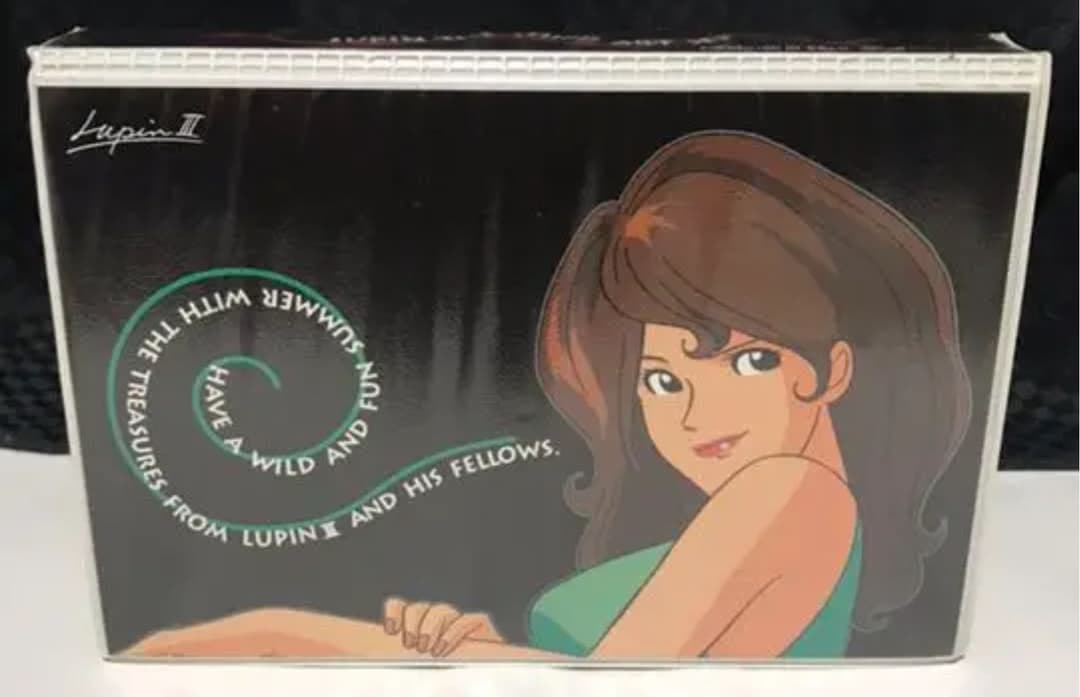 Lupin III
HAVE A WILD AND FUN SUMMER WITH THE TREASURES FROM LUPIN III AND HIS FELLOWS.